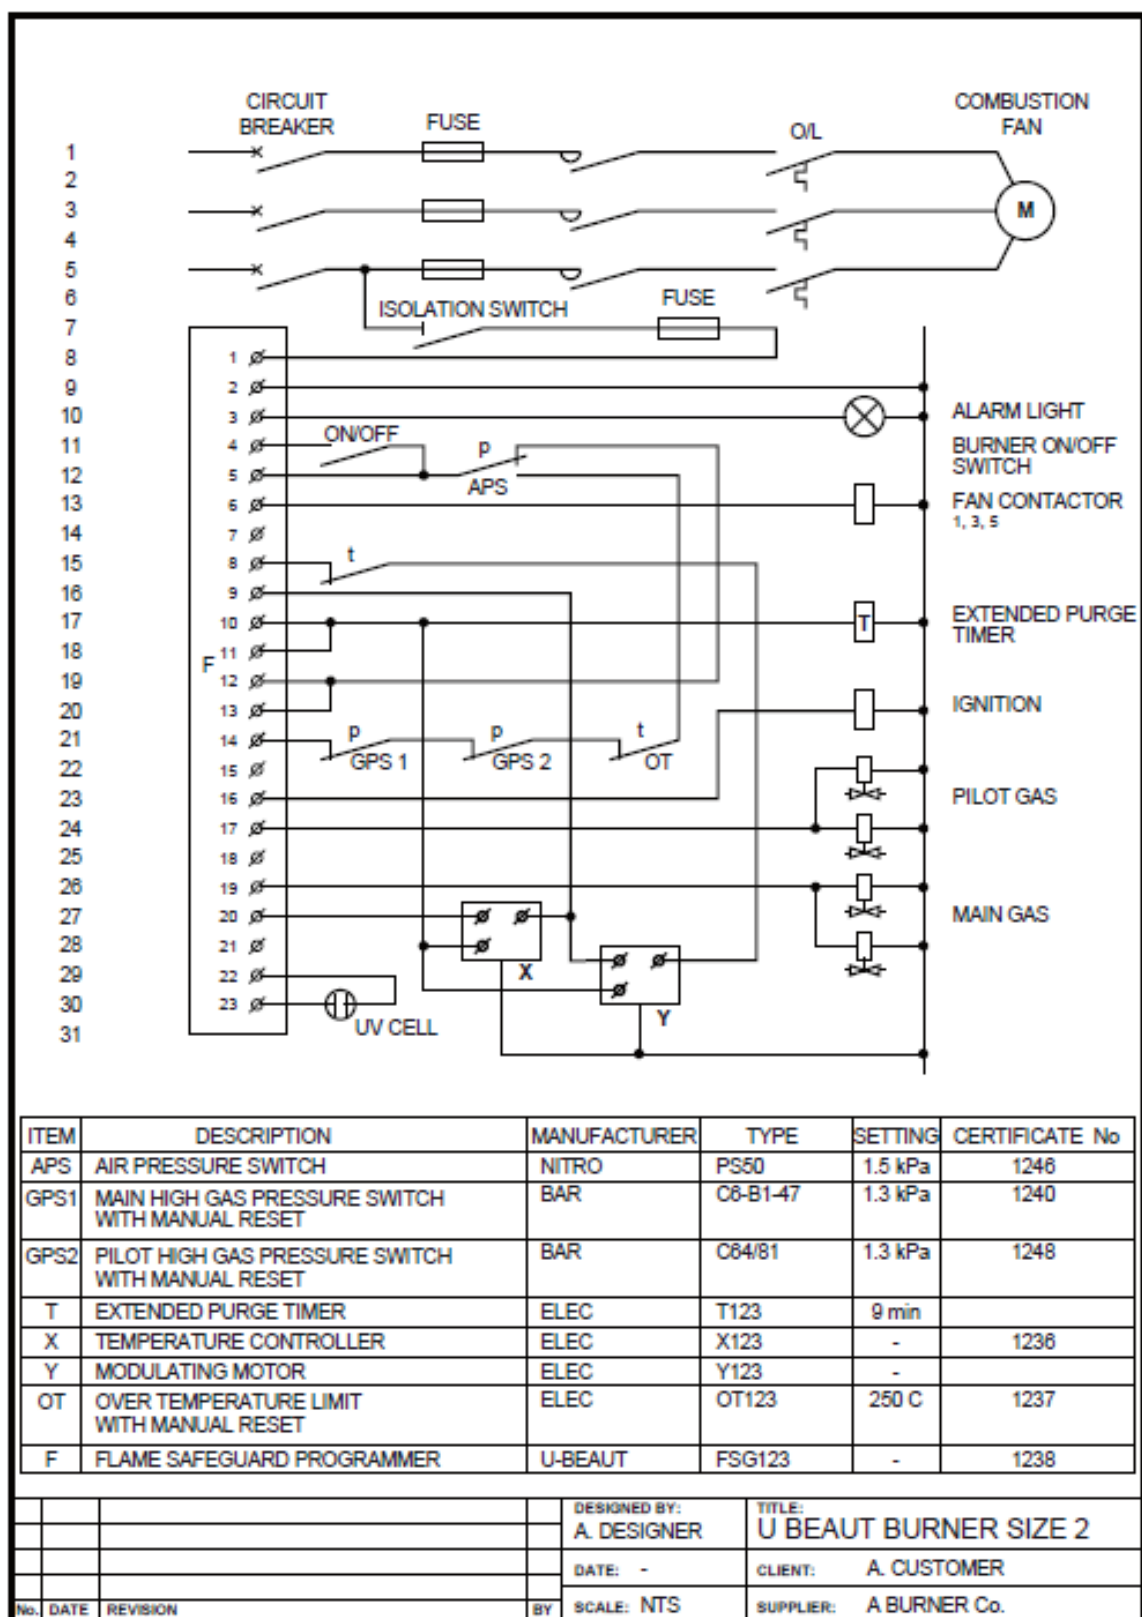 CIRCUIT
BREAKER
FUSE
O/L
COMBUSTION
FAN
1
2
3
M
4
5
6
ISOLATION SWITCH
FUSE
7
8
1
9
2
10
3
ALARM LIGHT
11
4
ON/OFF
p
BURNER ON/OFF
SWITCH
12
5
APS
13
6
FAN CONTACTOR
1, 3, 5
14
7
15
8
t
16
9
17
10
T
EXTENDED PURGE
TIMER
18
F
11
19
12
20
13
IGNITION
21
14
p
GPS 1
p
GPS 2
t
OT
22
15
23
16
PILOT GAS
24
17
25
18
26
19
27
20
MAIN GAS
28
21
X
29
22
30
23
UV CELL
Y
31
ITEM DESCRIPTION MANUFACTURER TYPE SETTING CERTIFICATE No
APS AIR PRESSURE SWITCH NITRO PS50 1.5 kPa 1246
GPS1 MAIN HIGH GAS PRESSURE SWITCH BAR C6-B1-47 1.3 kPa 1240
WITH MANUAL RESET
GPS2 PILOT HIGH GAS PRESSURE SWITCH BAR C64/81 1.3 kPa 1248
WITH MANUAL RESET
T EXTENDED PURGE TIMER ELEC T123 9 min
X TEMPERATURE CONTROLLER ELEC X123 - 1236
Y MODULATING MOTOR ELEC Y123 -
OT OVER TEMPERATURE LIMIT ELEC OT123 250 C 1237
WITH MANUAL RESET
F FLAME SAFEGUARD PROGRAMMER U-BEAUT FSG123 - 1238
DESIGNED BY:
A. DESIGNER
TITLE:
U BEAUT BURNER SIZE 2
DATE: -
CLIENT: A. CUSTOMER
No. DATE REVISION BY
SCALE: NTS
SUPPLIER: A BURNER Co.